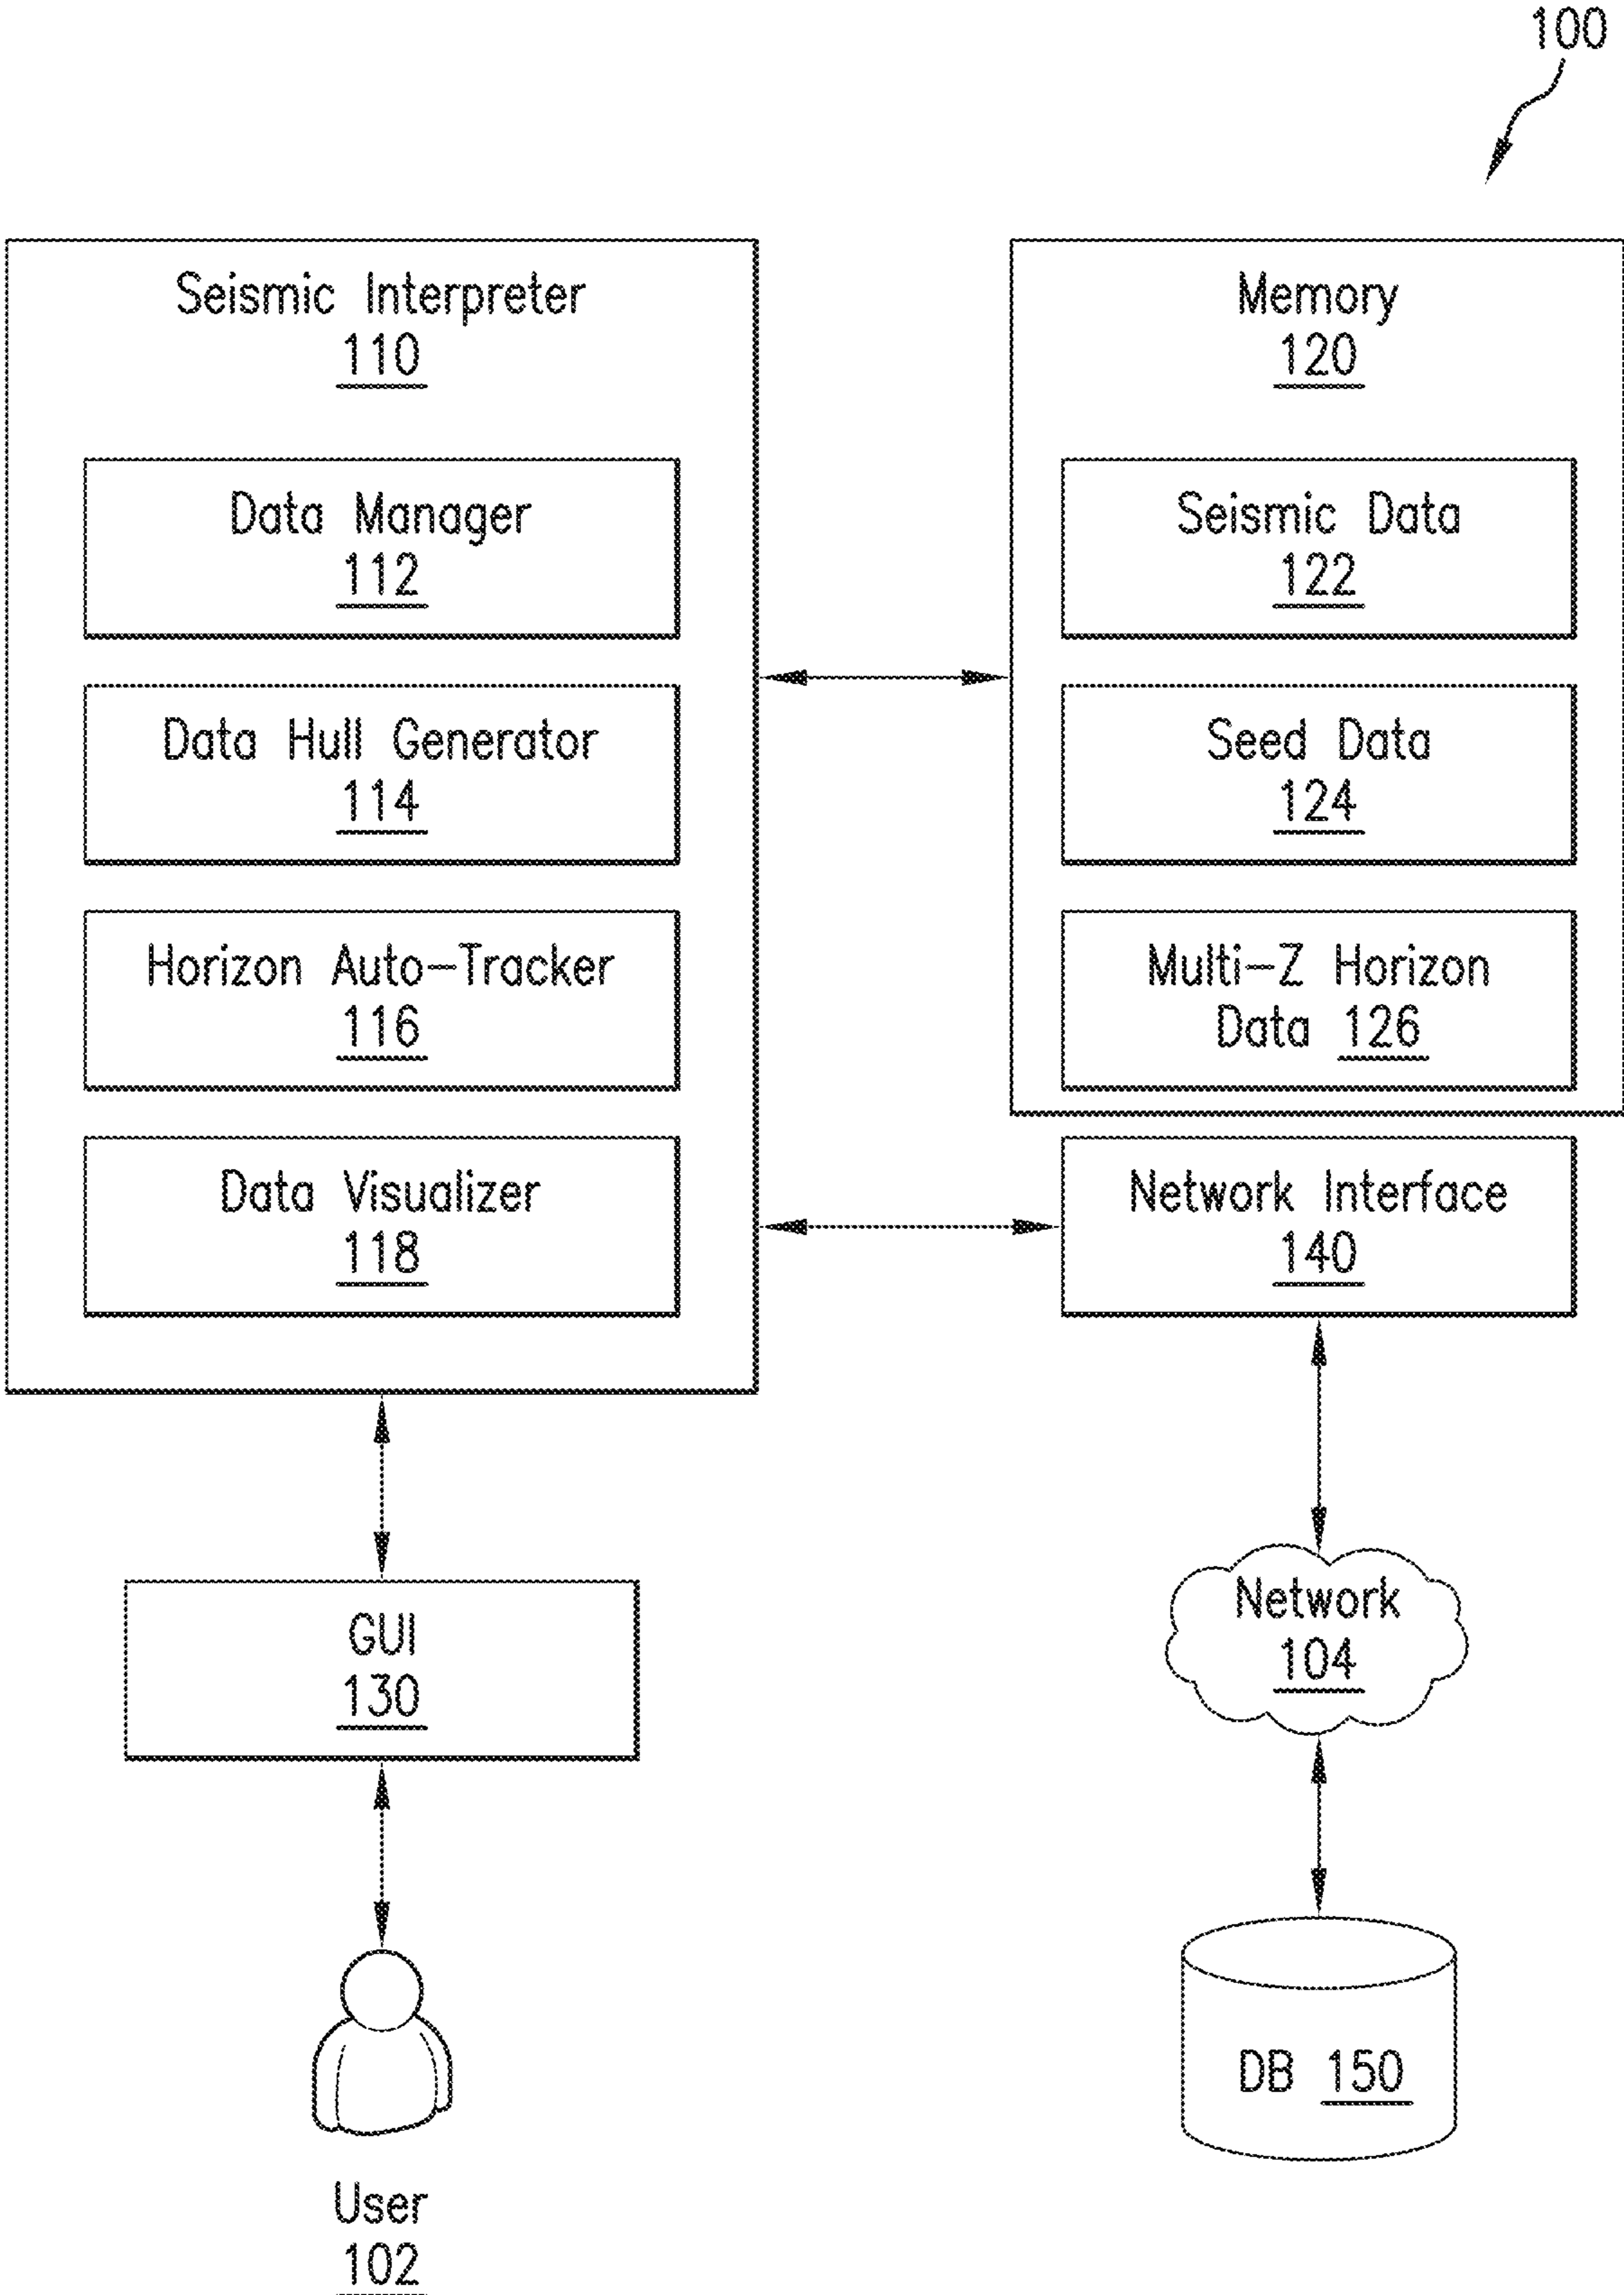 100
Seismic Interpreter
110
Data Manager
112
Data Hull Generator
114
Horizon Auto-Tracker
116
Data Visualizer
118
Memory
120
Seismic Data
122
Seed Data
124
Multi-Z Horizon
Data 126
Network Interface
140
GUI
130
Network
104
User
102
DB 150